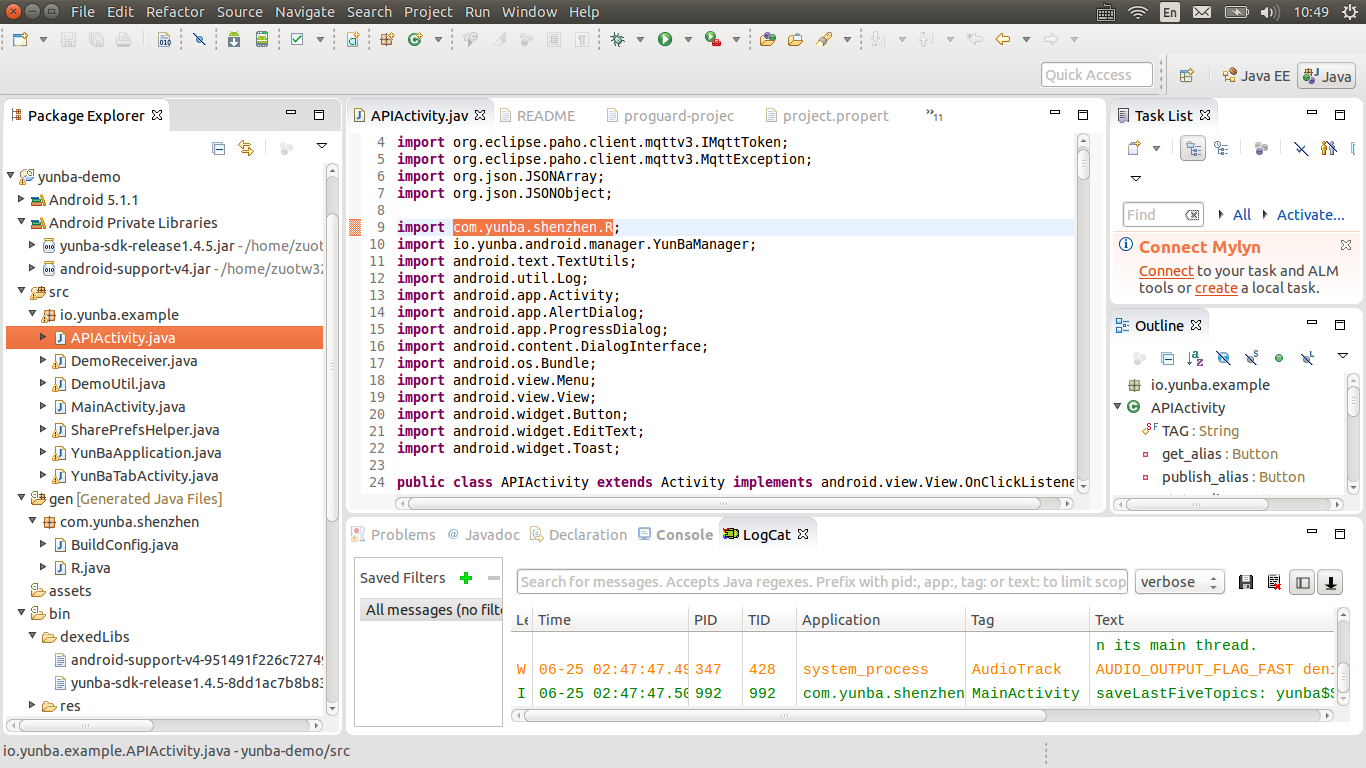 File Edit Refactor Source Navigate Search Project Run Window Help
En
10:49
Quick Access
Java EE
Java
Package Explorer
yunba-demo
Android 5.1.1
Android Private Libraries
yunba-sdk-release1.4.5.jar - /home/zuot
android-support-v4.jar - /home/zuotw32
src
io.yunba.example
APIActivity.java
DemoReceiver.java
DemoUtil.java
MainActivity.java
SharePrefsHelper.java
YunBaApplication.java
YunBaTabActivity.java
gen [Generated Java Files]
com.yunba.shenzhen
BuildConfig.java
R.java
assets
bin
dexedLibs
android-support-v4-951491f226c72749
yunba-sdk-release1.4.5-8dd1ac7b8b83
res
APIActivity.jav
README
proguard-projec
project.propert
11
4 import org.eclipse.paho.client.mqttv3.IMqttToken;
5 import org.eclipse.paho.client.mqttv3.MqttException;
6 import org.json.JSONArray;
7 import org.json.JSONObject;
8
9 import com.yunba.shenzhen.R;
10 import io.yunba.android.manager.YunBaManager;
11 import android.text.TextUtils;
12 import android.util.Log;
13 import android.app.Activity;
14 import android.app.AlertDialog;
15 import android.app.ProgressDialog;
16 import android.content.DialogInterface;
17 import android.os.Bundle;
18 import android.view.Menu;
19 import android.view.View;
20 import android.widget.Button;
21 import android.widget.EditText;
22 import android.widget.Toast;
23
24 public class APIActivity extends Activity implements android.view.View.OnClickListene
Task List
Find
All
Activate...
Connect Mylyn
Connect to your task and ALM
tools or create a local task.
Outline
io.yunba.example
APIActivity
TAG : String
get_alias : Button
publish_alias : Button
Problems
@ Javadoc
Declaration
Console
LogCat
Saved Filters
All messages (no filte
Search for messages. Accepts Java regexes. Prefix with pid:, app:, tag: or text: to limit scop
verbose
Le Time PID TID Application Tag Text
n its main thread.
W 06-25 02:47:47.49 347 428 system_process AudioTrack AUDIO_OUTPUT_FLAG_FAST deni
I 06-25 02:47:47.50 992 992 com.yunba.shenzhen MainActivity saveLastFiveTopics: yunba$S
io.yunba.example.APIActivity.java - yunba-demo/src